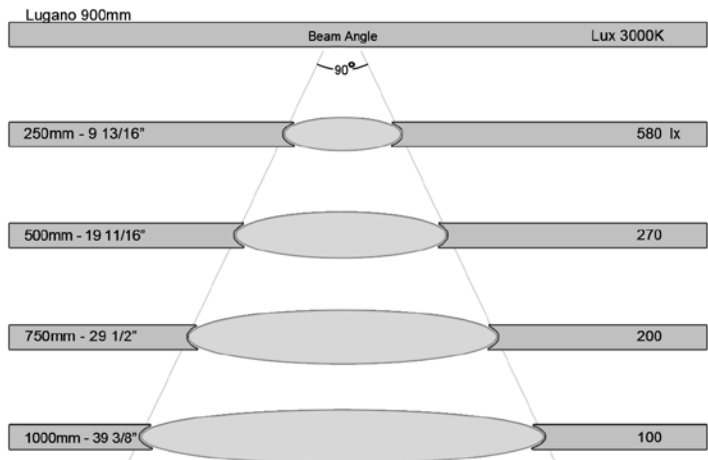 Lugano 900mm
Beam Angle Lux 3000K
90°
250mm - 9 13/16" 580 lx
500mm - 19 11/16" 270
750mm - 29 1/2" 200
1000mm - 39 3/8" 100